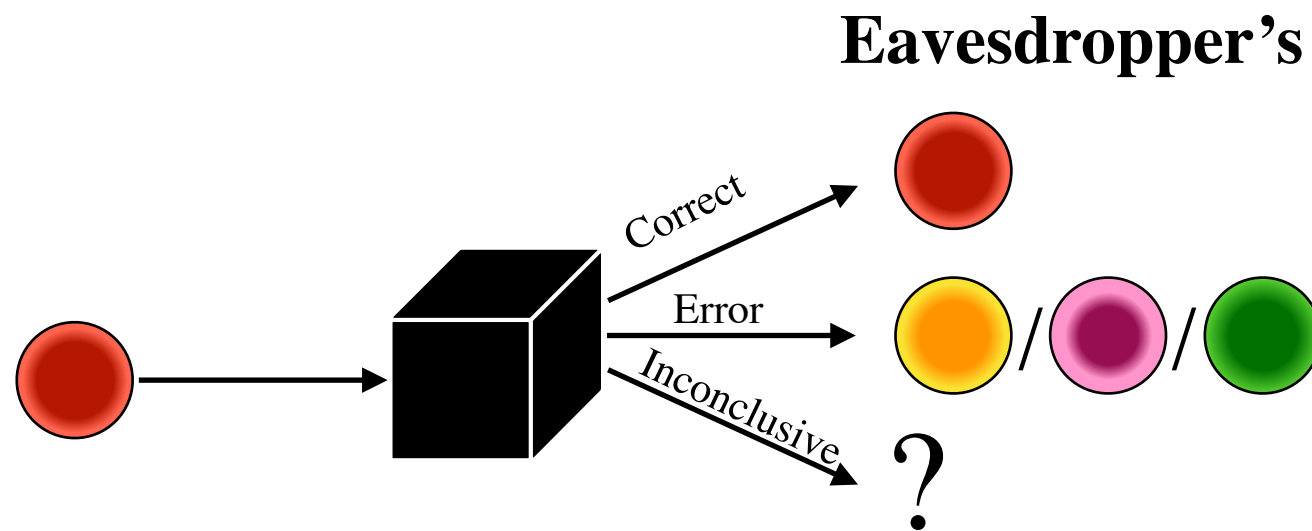 Eavesdropper’s
Correct
Error
/ /
Inconclusive
?